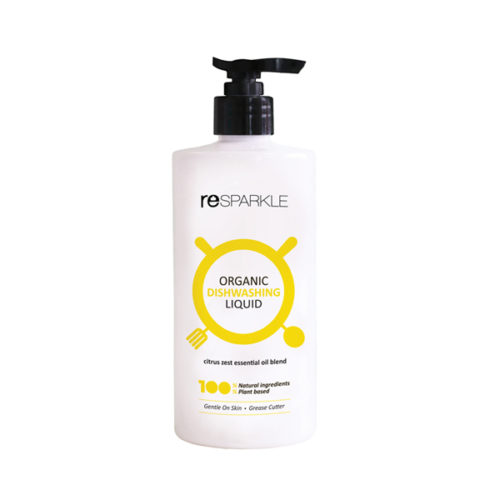 reSPARKLE
ORGANIC
DISHWASHING
LIQUID
citrus zest essential oil blend
100% Natural ingredients
% Plant based
Gentle On Skin • Grease Cutter